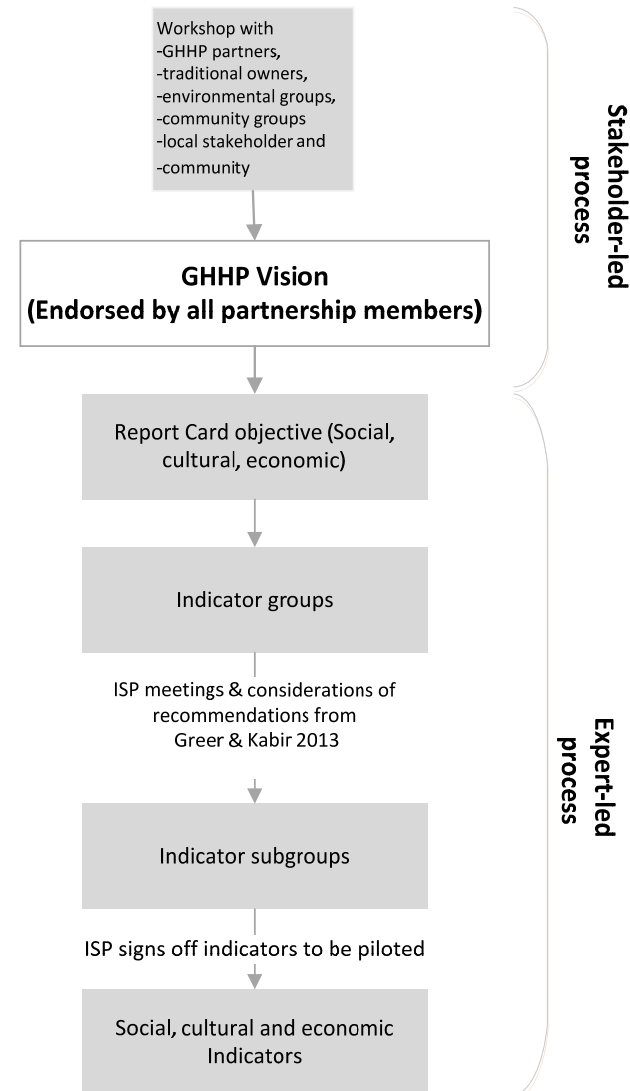 Workshop with
-GHHP partners,
-traditional owners,
-environmental groups,
-community groups
-local stakeholder and
-community
Stakeholder-led
process
GHHP Vision
(Endorsed by all partnership members)
Report Card objective (Social,
cultural, economic)
Indicator groups
ISP meetings & considerations of
recommendations from
Greer & Kabir 2013
Expert-led
process
Indicator subgroups
ISP signs off indicators to be piloted
Social, cultural and economic
Indicators